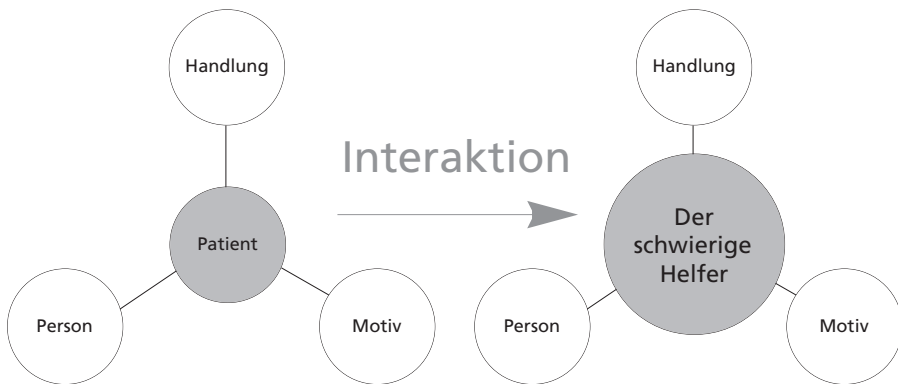 Handlung
Handlung
Interaktion
Patient
Der
schwierige
Helfer
Person
Motiv
Person
Motiv